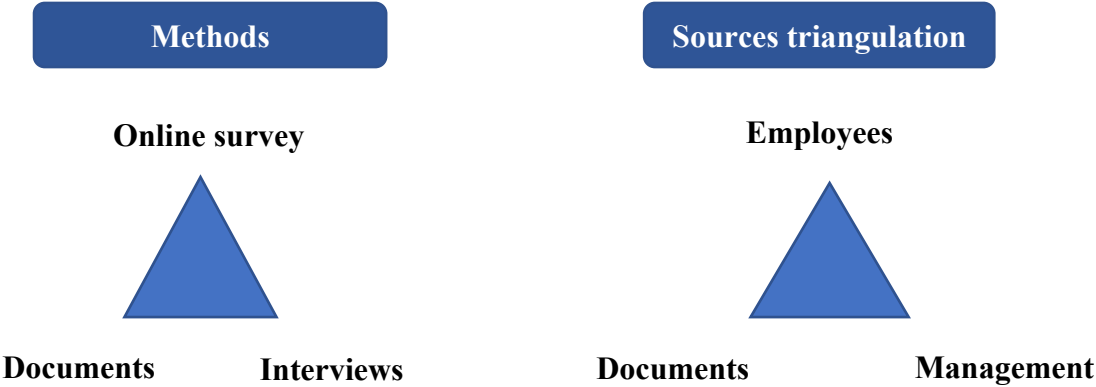 Methods
Sources triangulation
Online survey
Employees
Documents
Interviews
Documents
Management